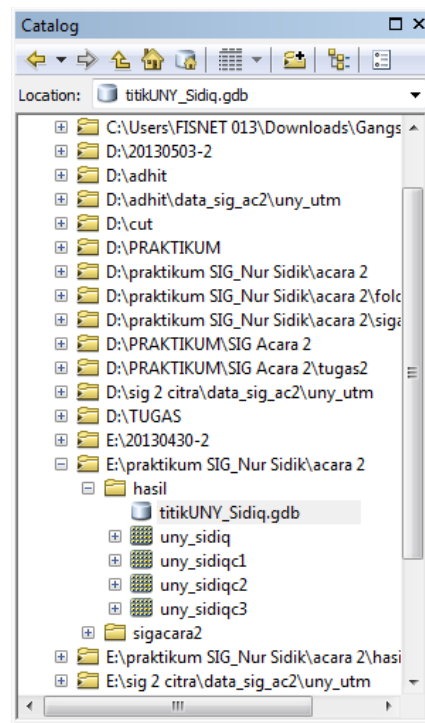 Catalog
Location: titikUNY_Sidiq.gdb
C:\Users\FISNET 013\Downloads\Gangs
D:\20130503-2
D:\adhit
D:\adhit\data_sig_ac2\uny_utm
D:\cut
D:\PRAKTIKUM
D:\praktikum SIG_Nur Sidik\acara 2
D:\praktikum SIG_Nur Sidik\acara 2\folc
D:\praktikum SIG_Nur Sidik\acara 2\siga
D:\PRAKTIKUM\SIG Acara 2
D:\PRAKTIKUM\SIG Acara 2\tugas2
D:\sig 2 citra\data_sig_ac2\uny_utm
D:\TUGAS
E:\20130430-2
E:\praktikum SIG_Nur Sidik\acara 2
hasil
titikUNY_Sidiq.gdb
uny_sidiq
uny_sidiqc1
uny_sidiqc2
uny_sidiqc3
sigacara2
E:\praktikum SIG_Nur Sidik\acara 2\hasi
E:\sig 2 citra\data_sig_ac2\uny_utm